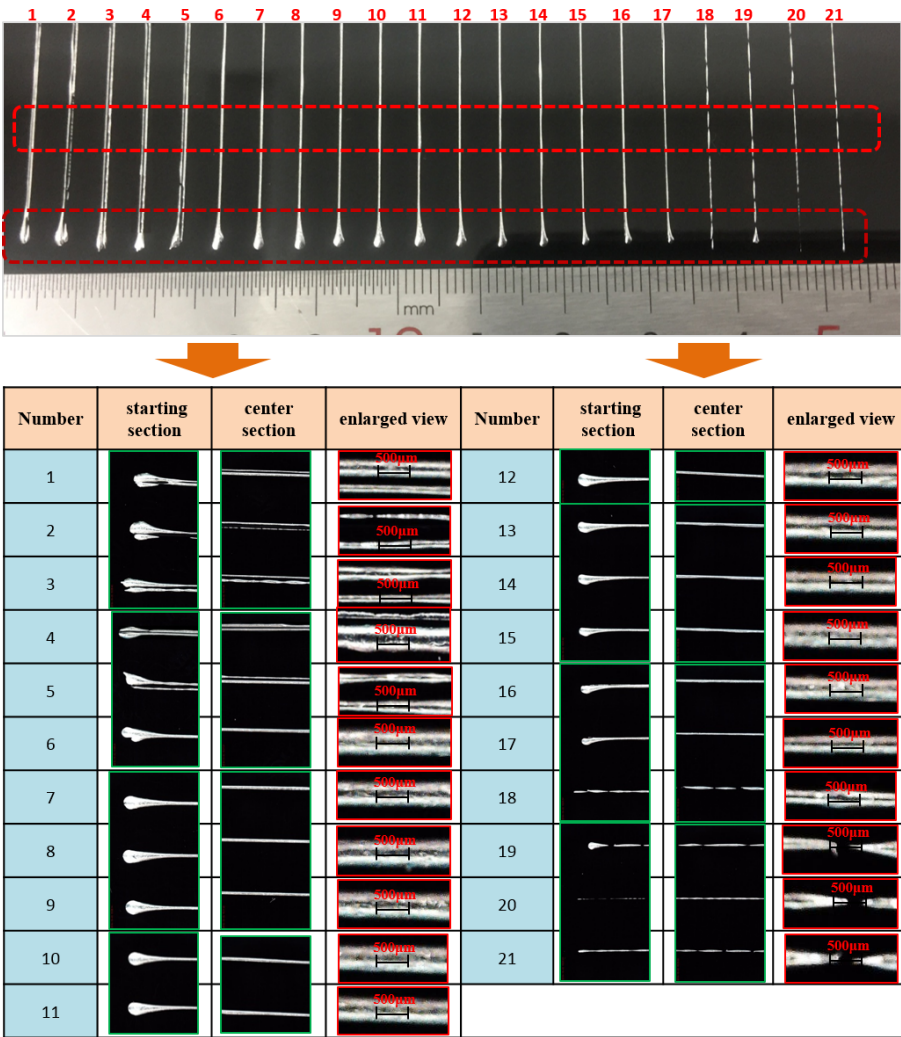 1 2 3 4 5 6 7 8 9 10 11 12 13 14 15 16 17 18 19 20 21
mm
Number starting section center section enlarged view Number starting section center section enlarged view
1 500μm 12 500μm
2 500μm 13 500μm
3 500μm 14 500μm
4 500μm 15 500μm
5 500μm 16 500μm
6 500μm 17 500μm
7 500μm 18 500μm
8 500μm 19 500μm
9 500μm 20 500μm
10 500μm 21 500μm
11 500μm